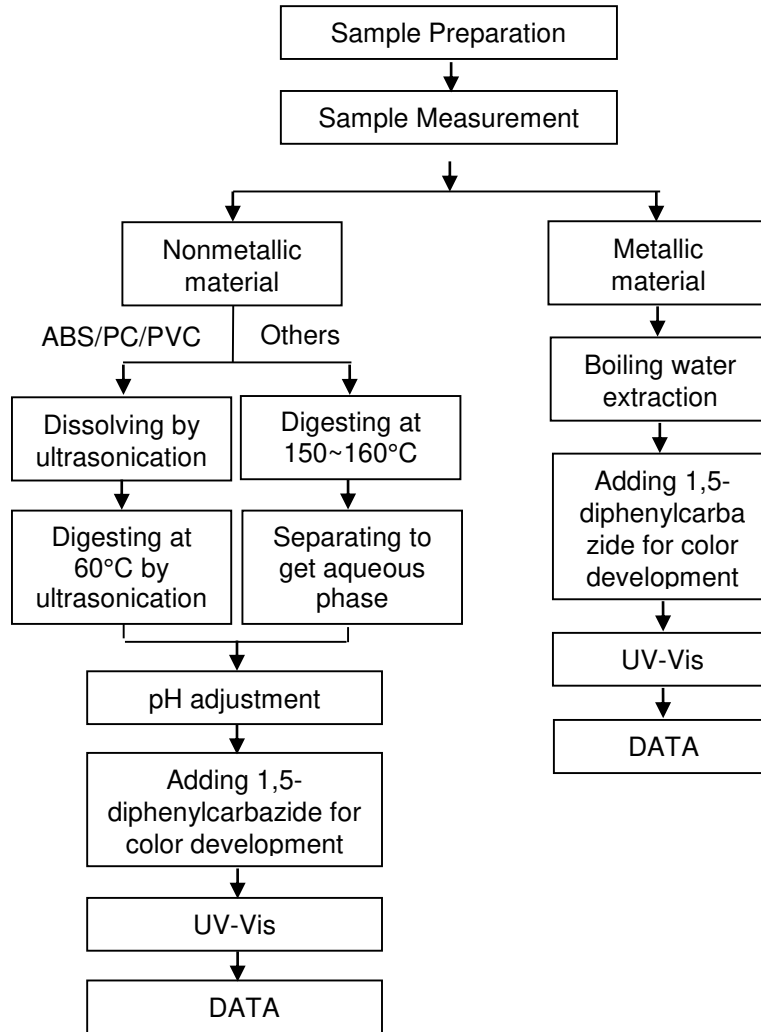 Sample Preparation
Sample Measurement
Nonmetallic
material
Metallic
material
ABS/PC/PVC
Others
Boiling water
extraction
Dissolving by
ultrasonication
Digesting at
150~160°C
Adding 1,5-
diphenylcarba
zide for color
development
Digesting at
60°C by
ultrasonication
Separating to
get aqueous
phase
UV-Vis
pH adjustment
DATA
Adding 1,5-
diphenylcarbazide for
color development
UV-Vis
DATA